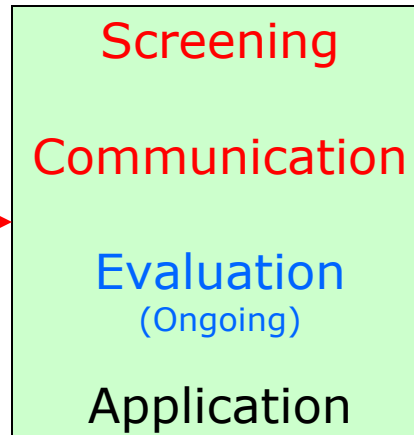 Screening
Communication
Evaluation
(Ongoing)
Application